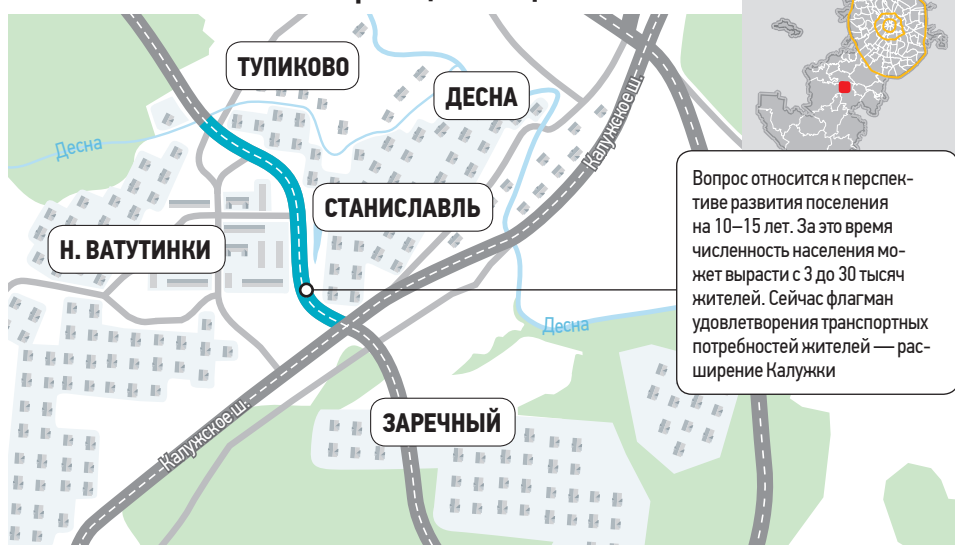 ТУПИКОВО
ДЕСНА
Калужское ш.
Десна
Вопрос относится к перспек-
тиве развития поселения
на 10–15 лет. За это время
численность населения мо-
жет вырасти с 3 до 30 тысяч
жителей. Сейчас флагман
удовлетворения транспортных
потребностей жителей — рас-
ширение Калужки
СТАНИСЛАВЛЬ
Н. ВАТУТИНКИ
Десна
ЗАРЕЧНЫЙ
Калужское ш.